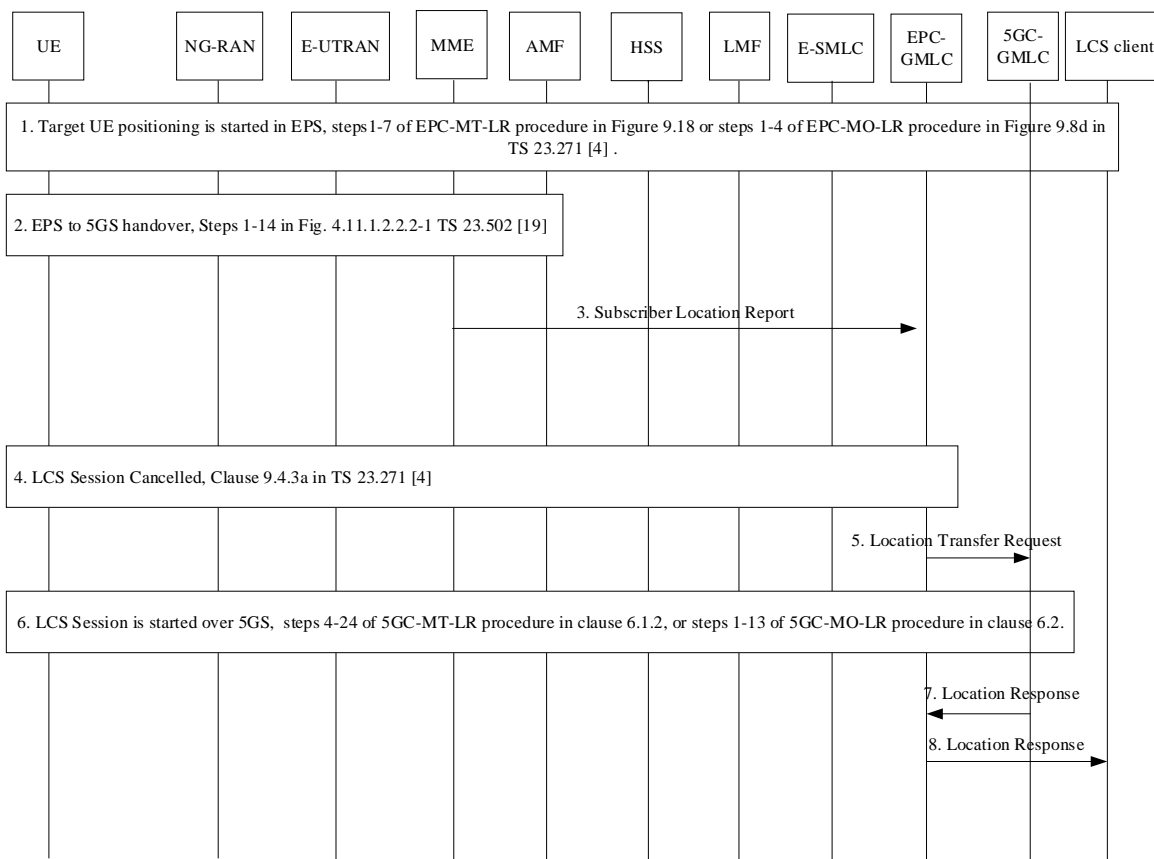 UE
NG-RAN
E-UTRAN
MME
AMF
HSS
LMF
E-SMLC
EPC-
GMLC
5GC-
GMLC
LCS client
1. Target UE positioning is started in EPS, steps1-7 of EPC-MT-LR procedure in Figure 9.18 or steps 1-4 of EPC-MO-LR procedure in Figure 9.8d in
TS 23.271 [4] .
2. EPS to 5GS handover, Steps 1-14 in Fig. 4.11.1.2.2.2-1 TS 23.502 [19]
3. Subscriber Location Report
4. LCS Session Cancelled, Clause 9.4.3a in TS 23.271 [4]
5. Location Transfer Request
6. LCS Session is started over 5GS, steps 4-24 of 5GC-MT-LR procedure in clause 6.1.2, or steps 1-13 of 5GC-MO-LR procedure in clause 6.2.
7. Location Response
8. Location Response